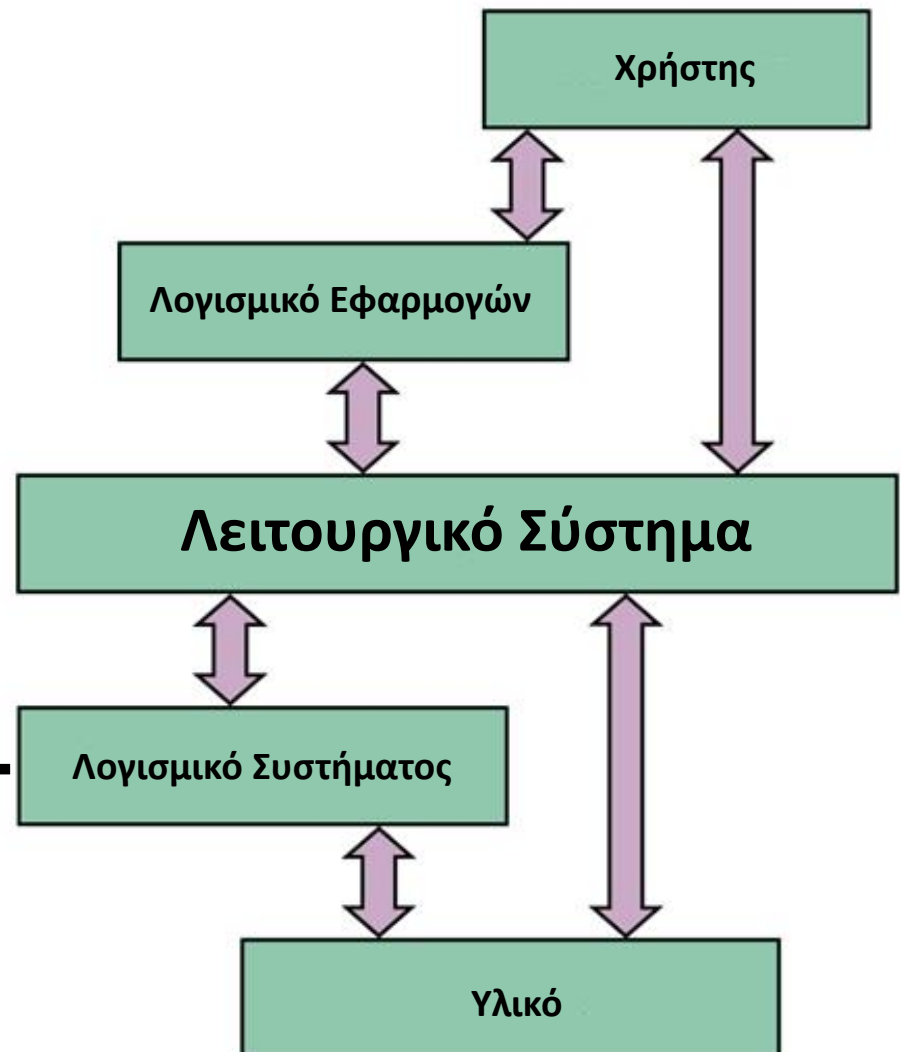 Χρήστης
Λογισμικό Εφαρμογών
Λειτουργικό Σύστημα
Λογισμικό Συστήματος
Υλικό